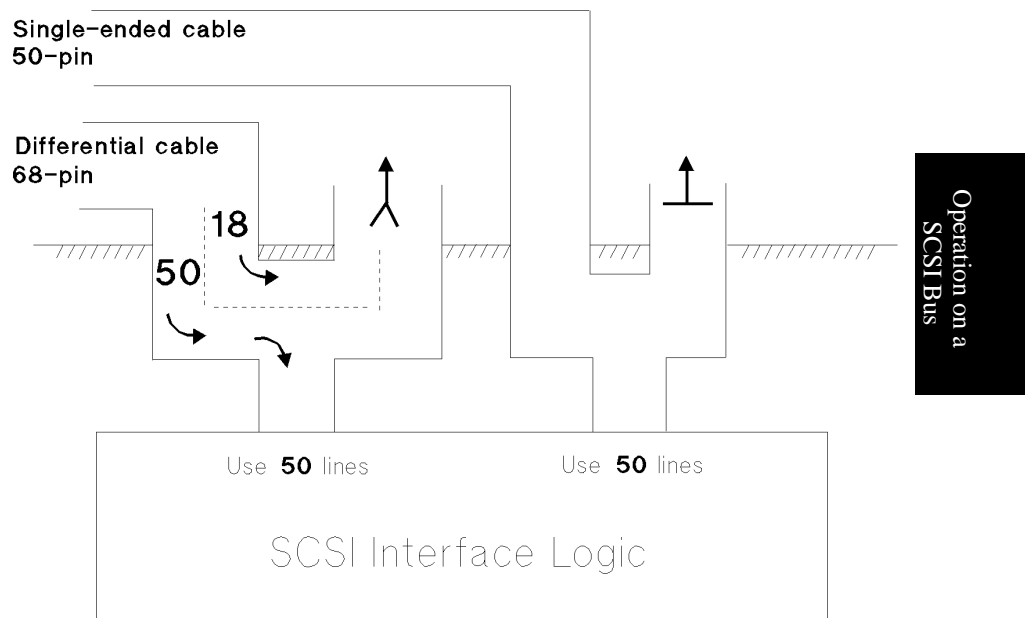 Single-ended cable
50-pin
Differential cable
68-pin
18
50
Operation on a
SCSI Bus
Use 50 lines
Use 50 lines
SCSI Interface Logic